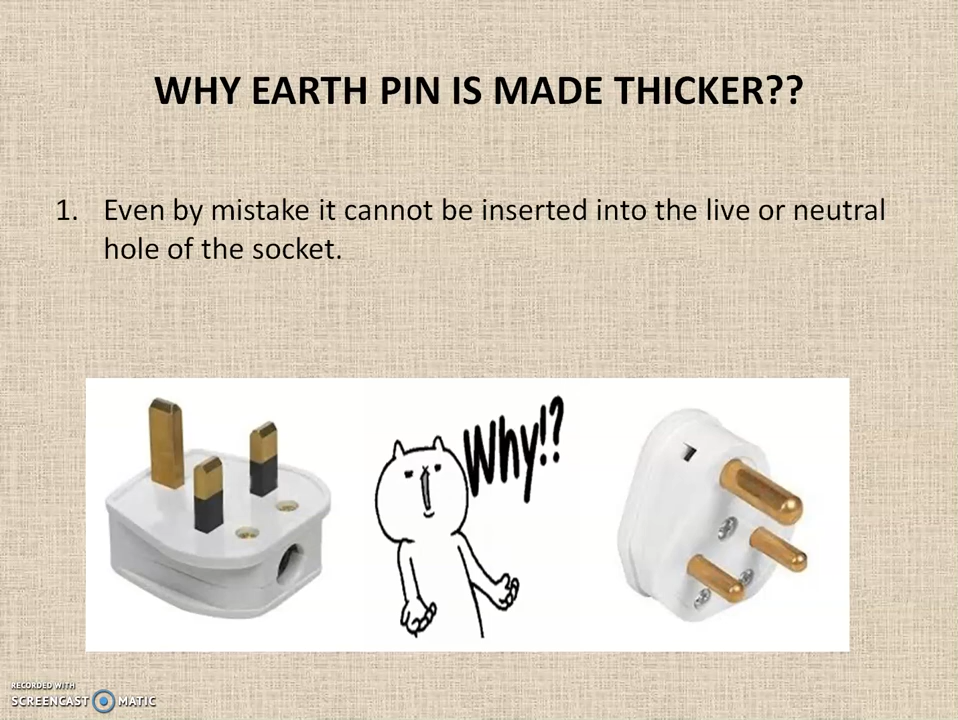 WHY EARTH PIN IS MADE THICKER??
1. Even by mistake it cannot be inserted into the live or neutral
hole of the socket.
Why!?
RECORDED WITH
SCREENCAST MATIC